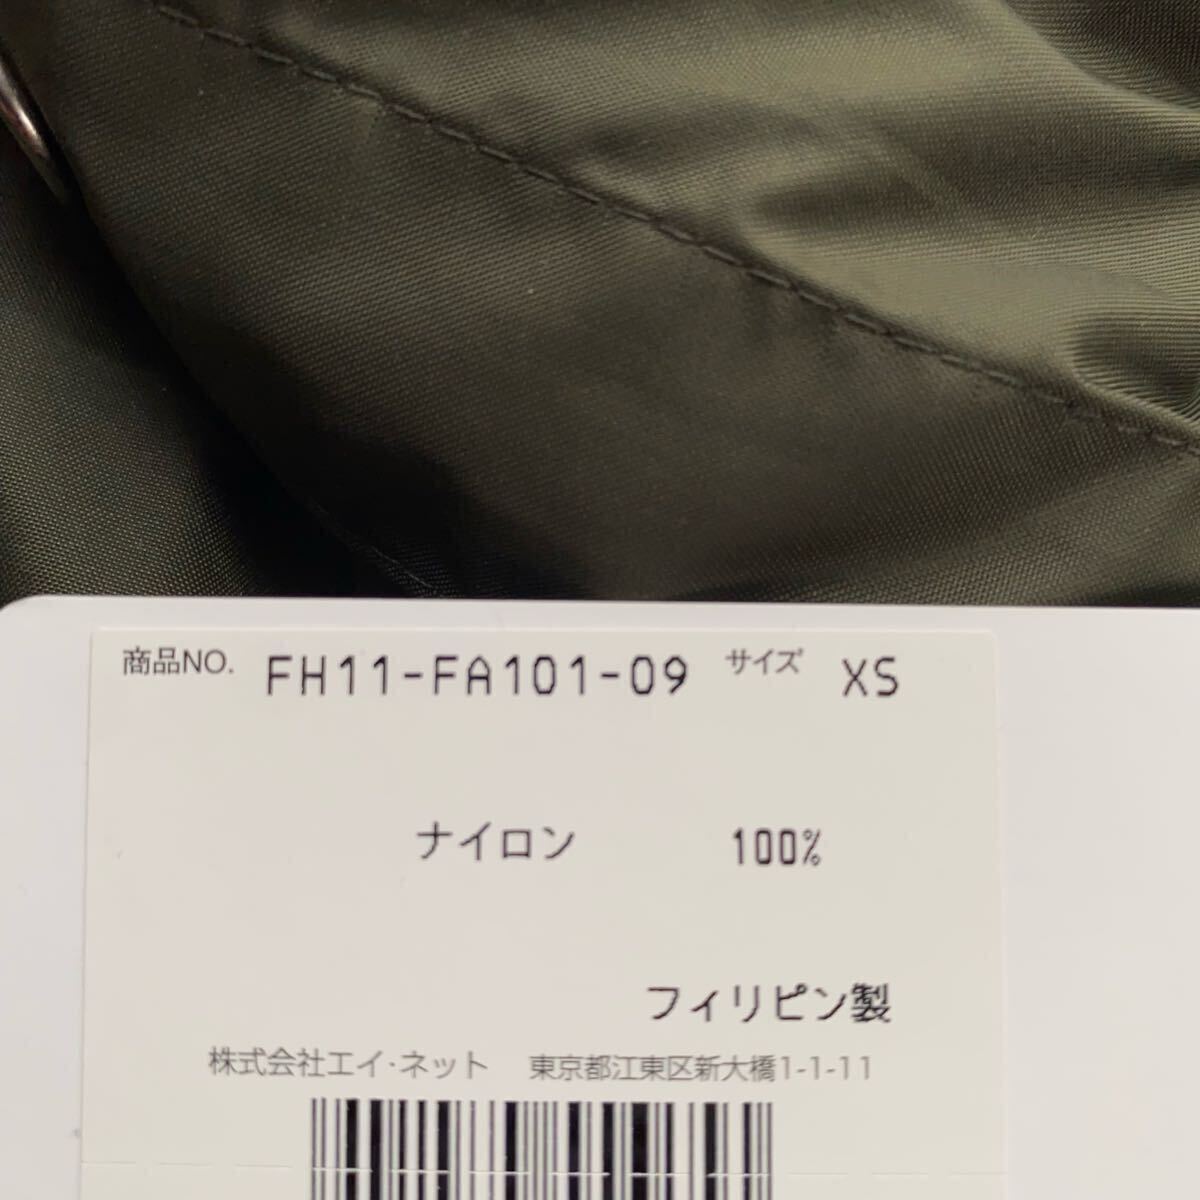 商品NO. FH11-FA101-09 サイズ XS
ナイロン 100%
フィリピン製
株式会社エイ・ネット 東京都江東区新大橋1-1-11